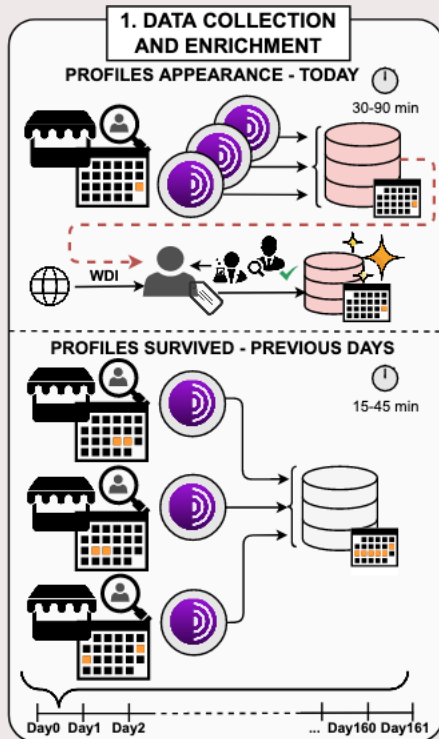 1. DATA COLLECTION
AND ENRICHMENT
PROFILES APPEARANCE - TODAY
30-90 min
WDI
PROFILES SURVIVED - PREVIOUS DAYS
15-45 min
Day0 Day1 Day2 ... Day160 Day161